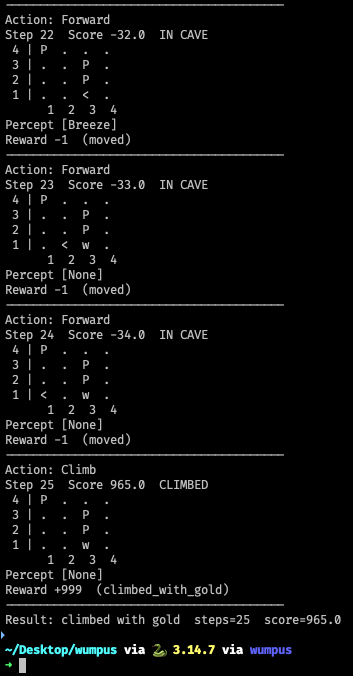 Action: Forward
Step 22  Score -32.0  IN CAVE
 4 | P  .  .  .
 3 | .  .  P  .
 2 | .  .  P  .
 1 | .  .  <  .
     1  2  3  4
Percept [Breeze]
Reward -1  (moved)
Action: Forward
Step 23  Score -33.0  IN CAVE
 4 | P  .  .  .
 3 | .  .  P  .
 2 | .  .  P  .
 1 | .  <  w  .
     1  2  3  4
Percept [None]
Reward -1  (moved)
Action: Forward
Step 24  Score -34.0  IN CAVE
 4 | P  .  .  .
 3 | .  .  P  .
 2 | .  .  P  .
 1 | <  .  w  .
     1  2  3  4
Percept [None]
Reward -1  (moved)
Action: Climb
Step 25  Score 965.0  CLIMBED
 4 | P  .  .  .
 3 | .  .  P  .
 2 | .  .  P  .
 1 | .  .  w  .
     1  2  3  4
Percept [None]
Reward +999  (climbed_with_gold)
Result: climbed with gold  steps=25  score=965.0
~/Desktop/wumpus via 🐍 3.14.7 via wumpus
➜